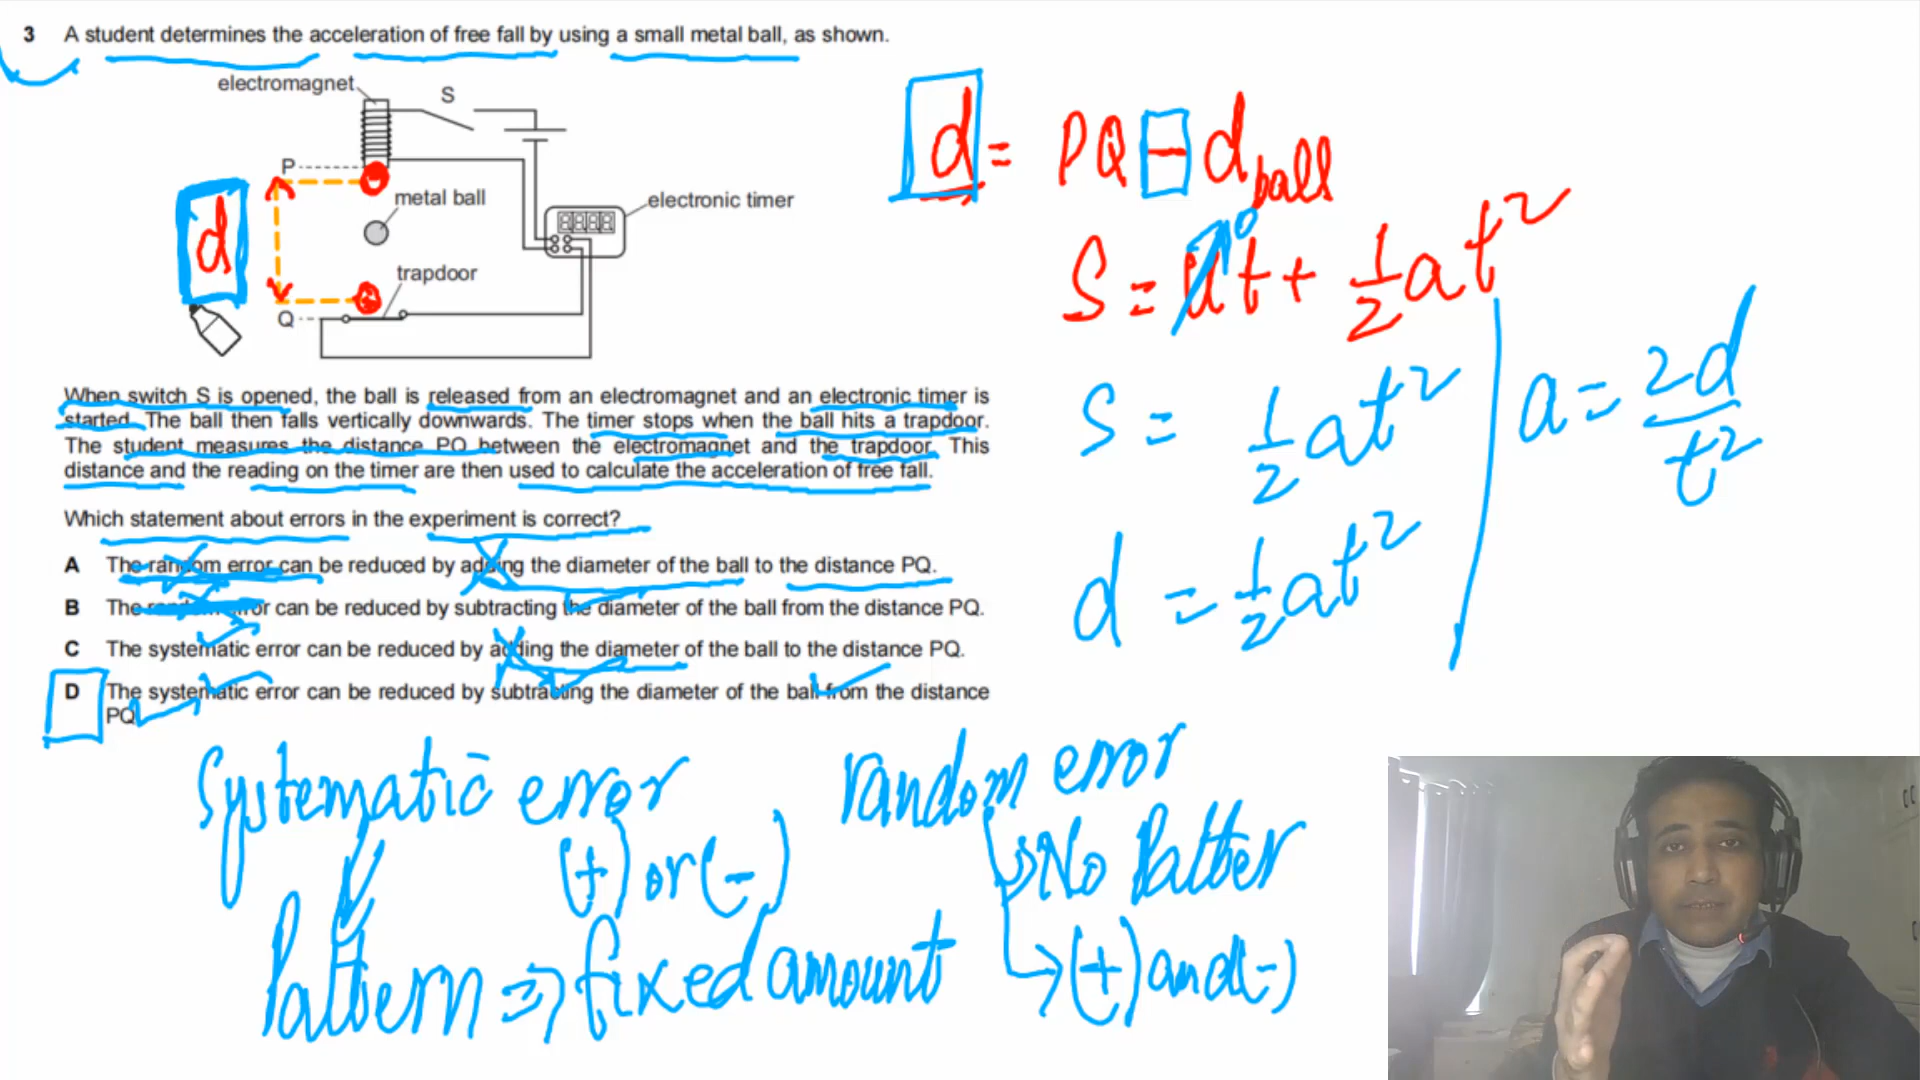 3 A student determines the acceleration of free fall by using a small metal ball, as shown.
electromagnet
S
P
metal ball
d
electronic timer
trapdoor
Q
When switch S is opened, the ball is released from an electromagnet and an electronic timer is
started. The ball then falls vertically downwards. The timer stops when the ball hits a trapdoor.
The student measures the distance PQ between the electromagnet and the trapdoor. This
distance and the reading on the timer are then used to calculate the acceleration of free fall.
Which statement about errors in the experiment is correct?
A The random error can be reduced by adding the diameter of the ball to the distance PQ.
B The random error can be reduced by subtracting the diameter of the ball from the distance PQ.
C The systematic error can be reduced by adding the diameter of the ball to the distance PQ.
D The systematic error can be reduced by subtracting the diameter of the ball from the distance
PQ.
d = PQ - d ball
S = ut + 1/2 at²
0
S = 1/2 at²
d = 1/2 at²
a = 2d/t²
Systematic error
(+) or (-)
Pattern => fixed amount
random error
→ No Patter
→ (+) and (-)